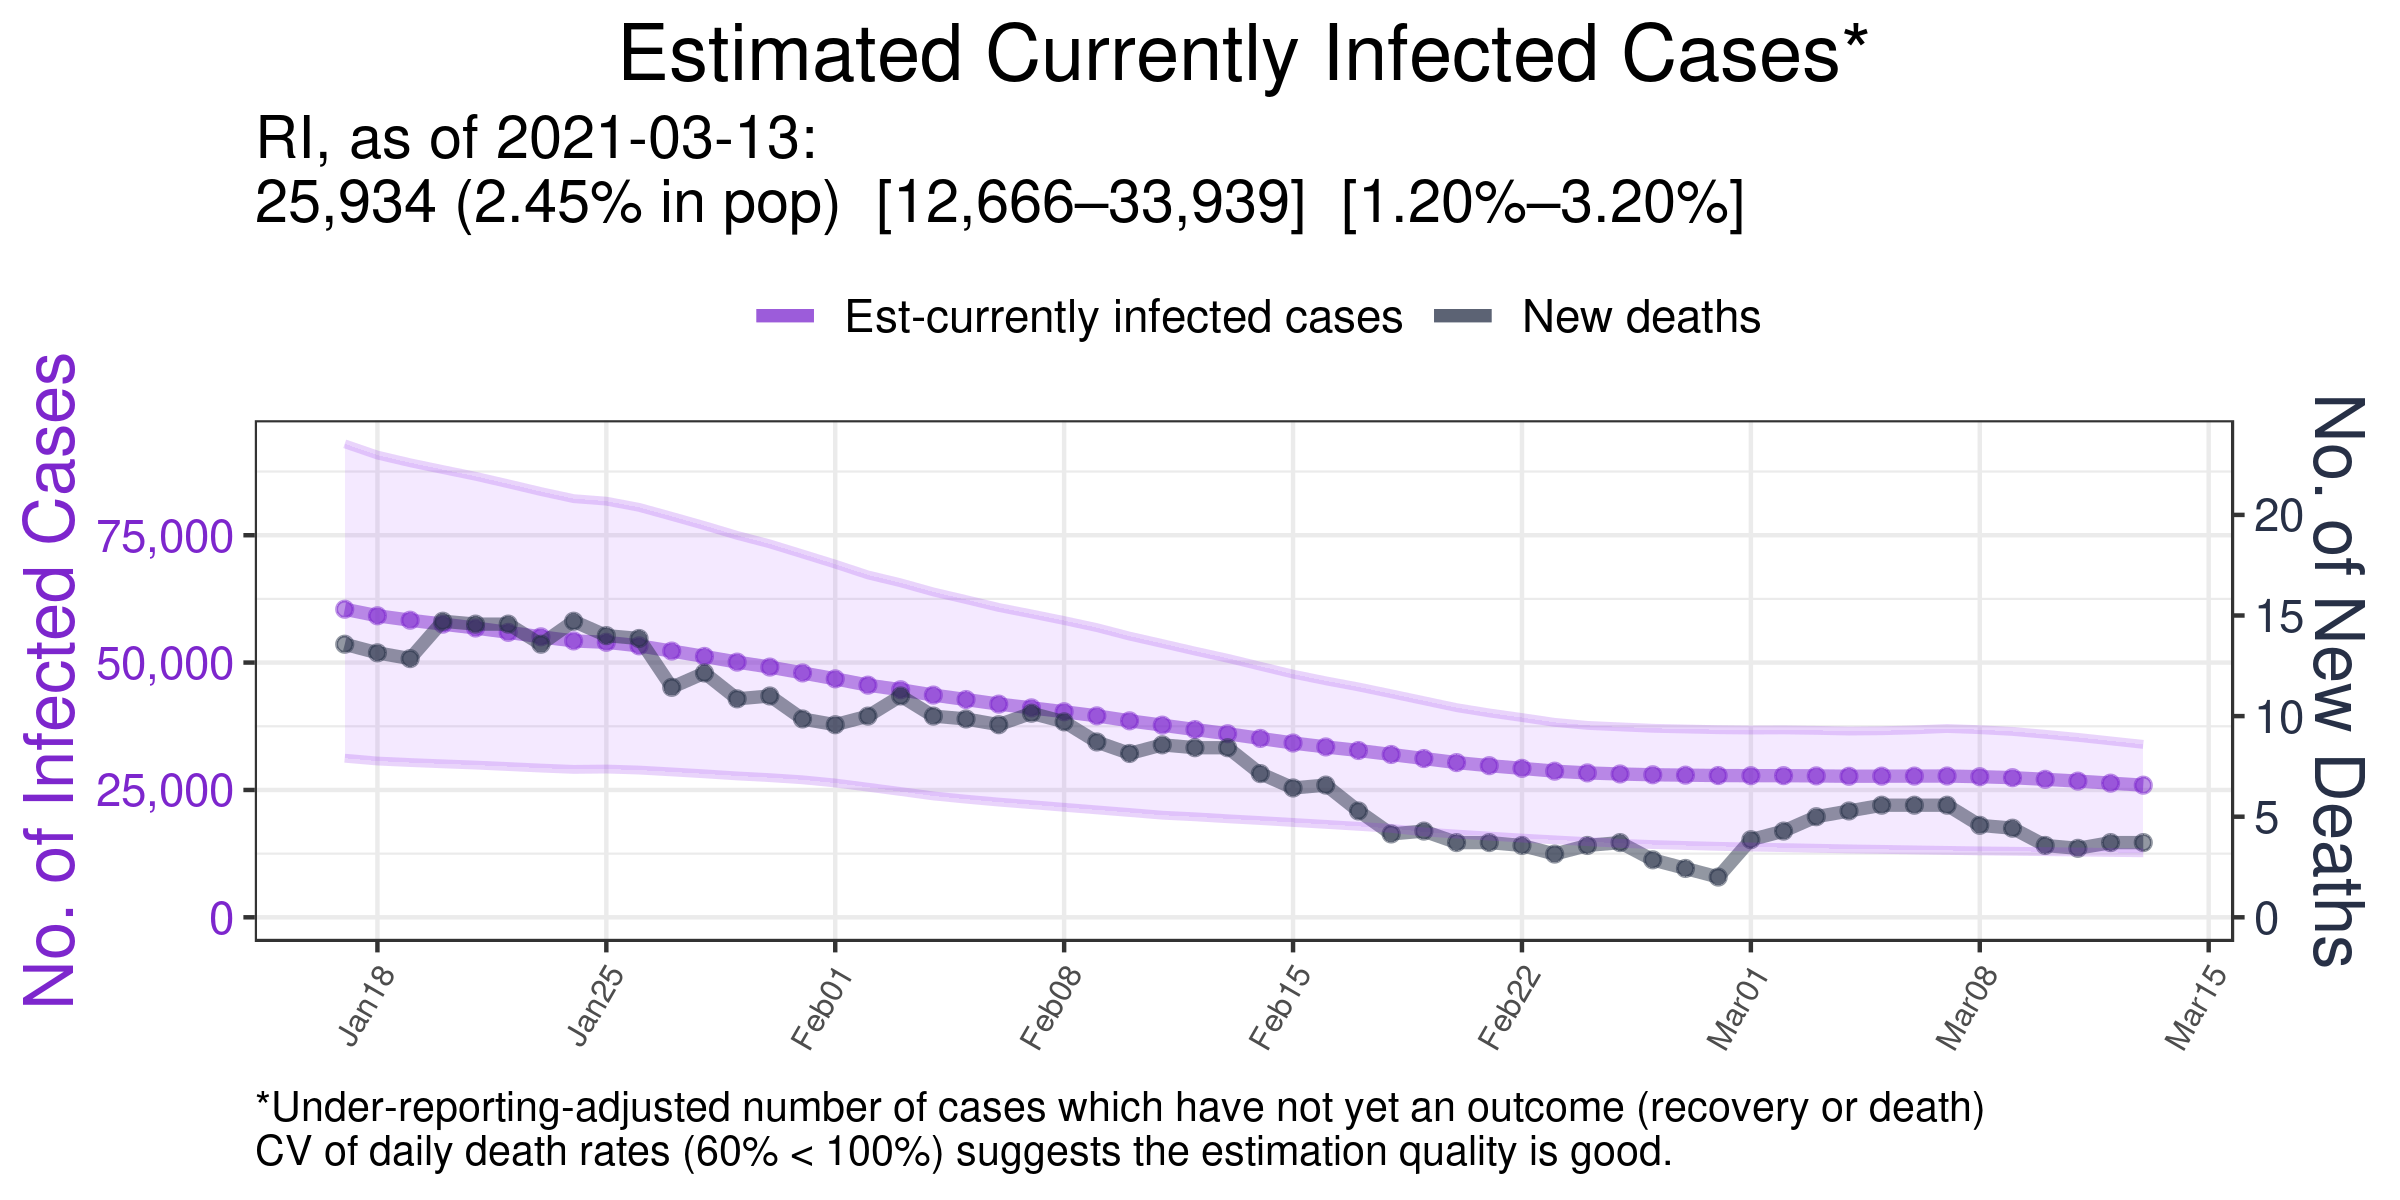 Estimated Currently Infected Cases*
RI, as of 2021-03-13:
25,934 (2.45% in pop)  [12,666–33,939]  [1.20%–3.20%]
Est-currently infected cases
New deaths
No. of Infected Cases
75,000
50,000
25,000
0
No. of New Deaths
20
15
10
5
0
Jan18
Jan25
Feb01
Feb08
Feb15
Feb22
Mar01
Mar08
Mar15
*Under-reporting-adjusted number of cases which have not yet an outcome (recovery or death)
CV of daily death rates (60% < 100%) suggests the estimation quality is good.